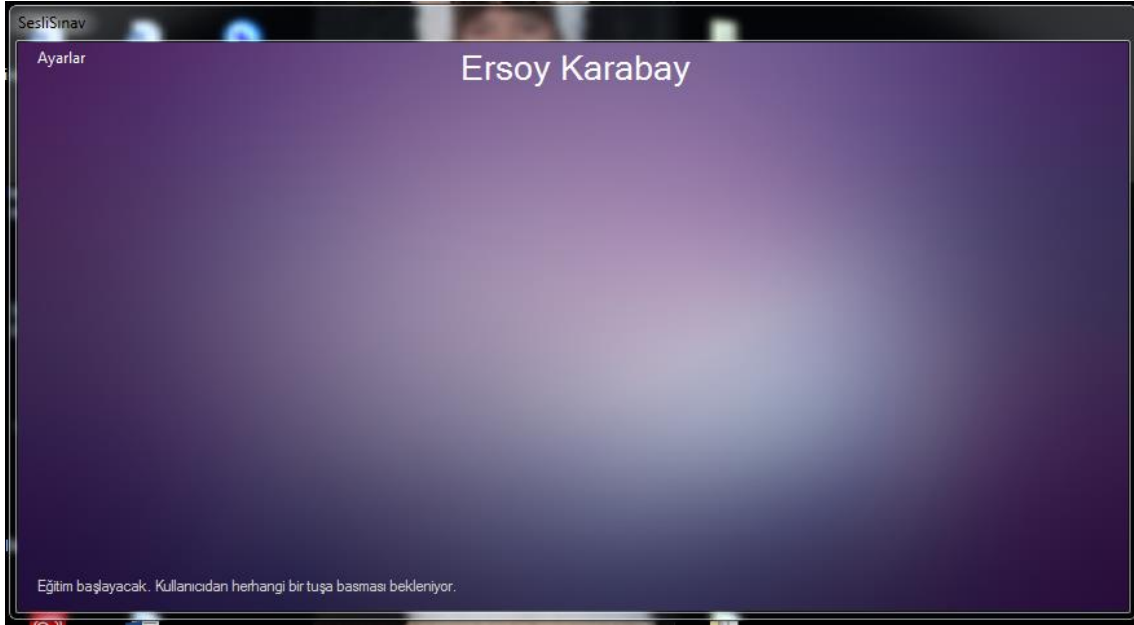 SesliSınav
Ayarlar
Ersoy Karabay
Eğitim başlayacak. Kullanıcıdan herhangi bir tuşa basması bekleniyor.